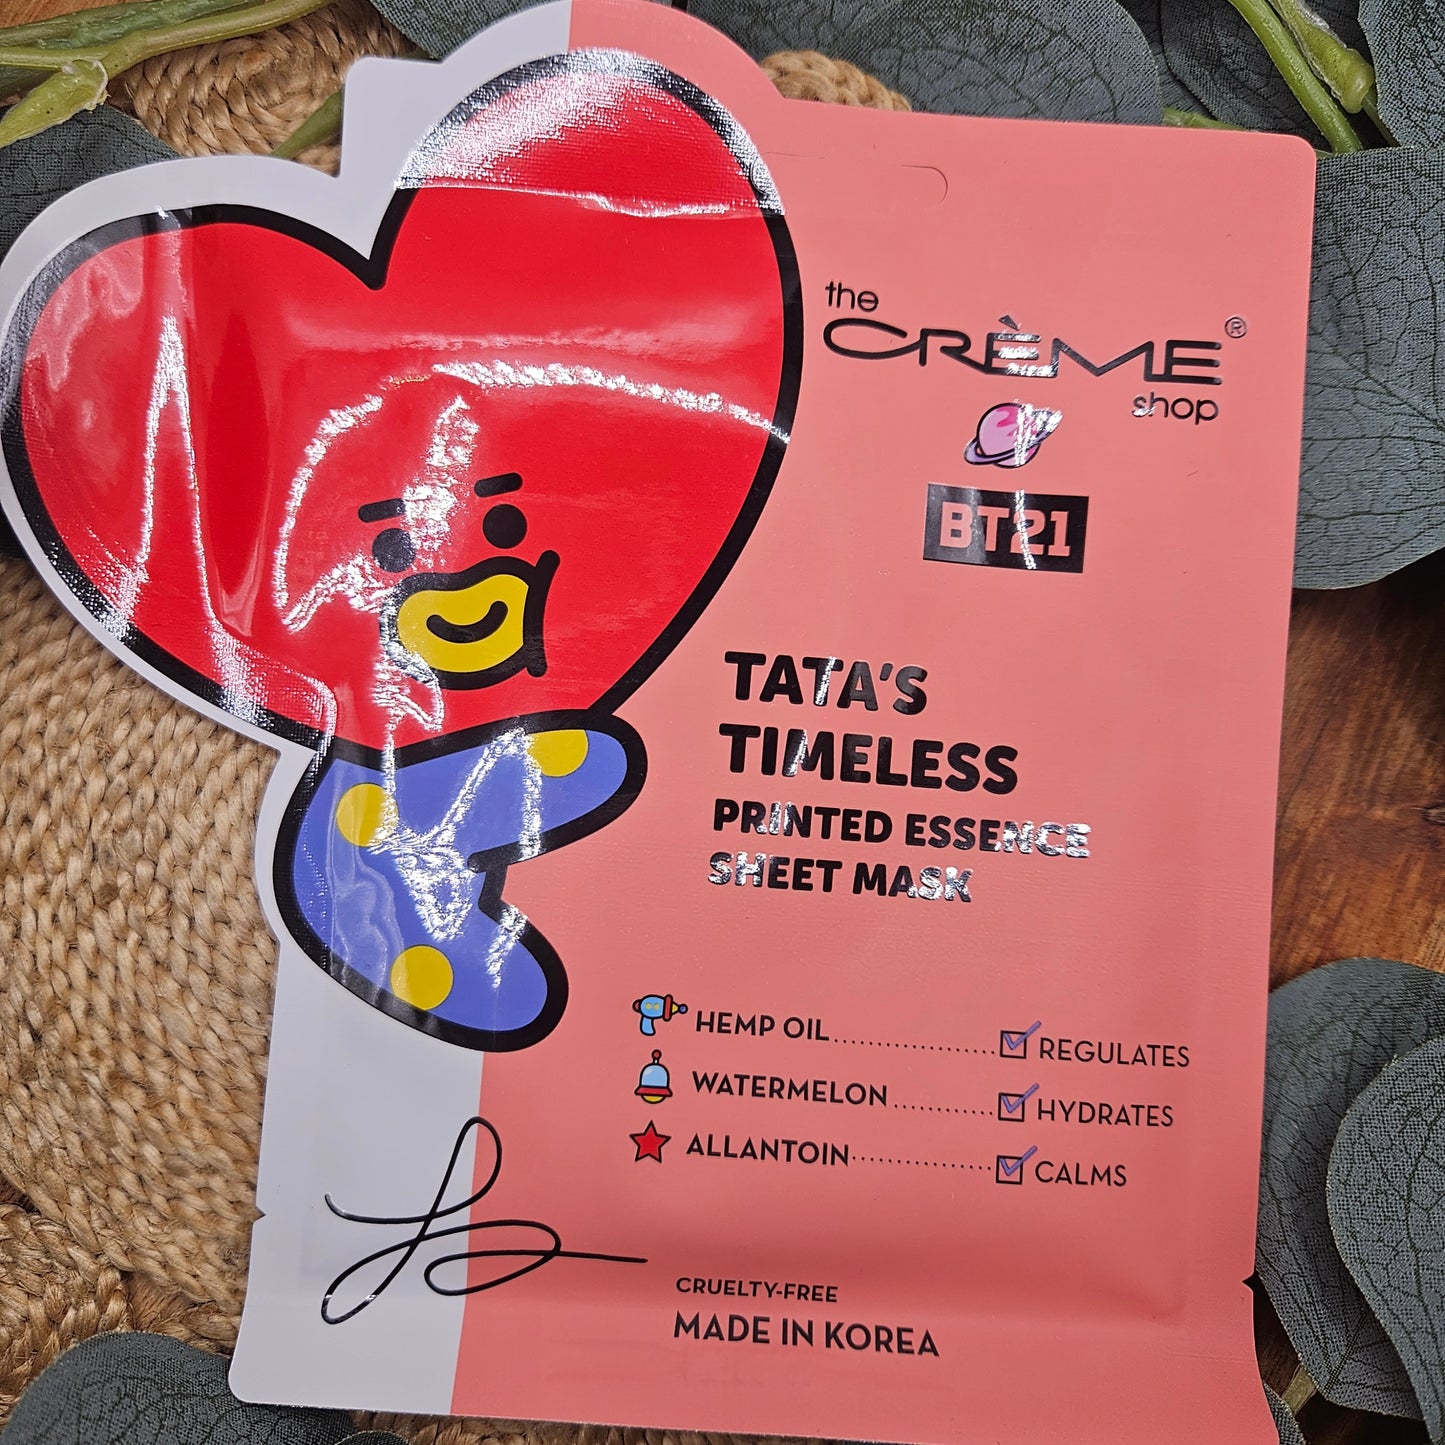 the
CRÈME®
shop
BT21
TATA'S
TIMELESS
PRINTED ESSENCE
SHEET MASK
HEMP OIL.......................REGULATES
WATERMELON..............HYDRATES
ALLANTOIN....................CALMS
CRUELTY-FREE
MADE IN KOREA